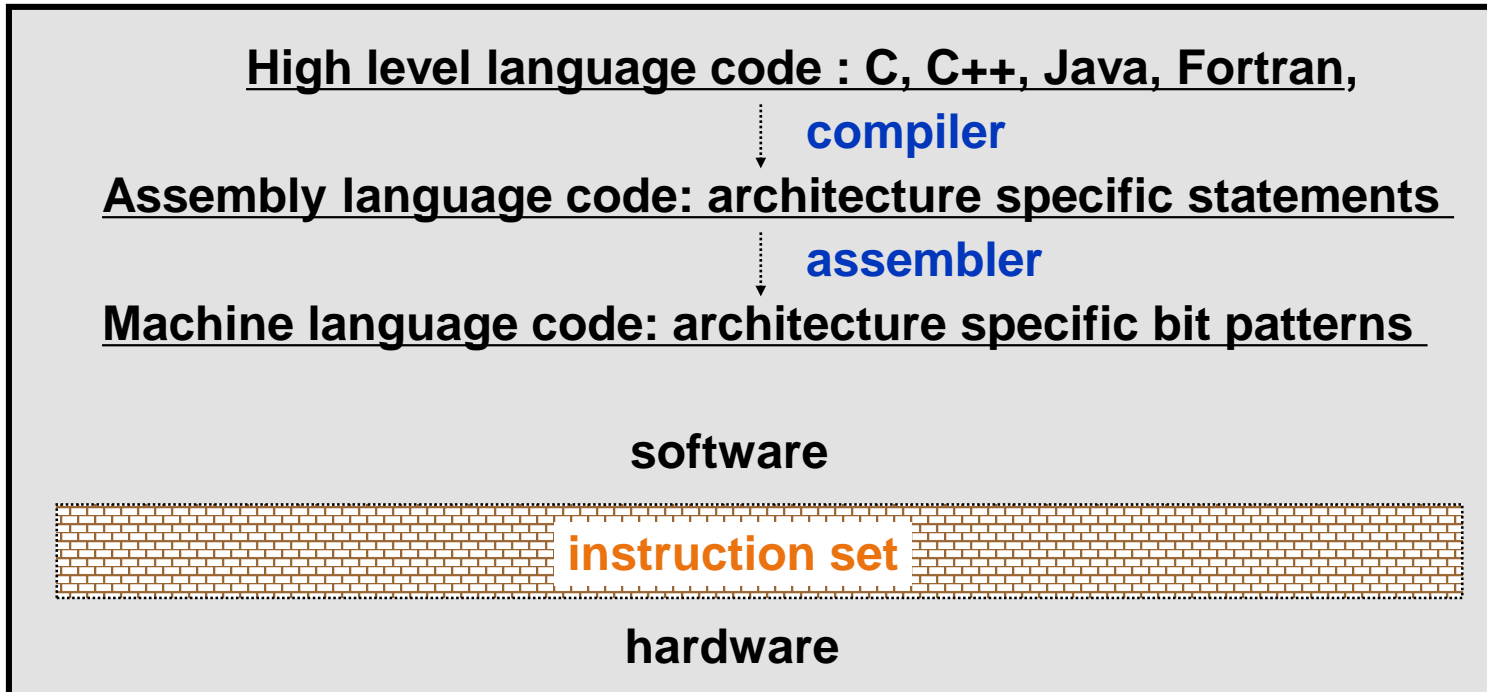 High level language code : C, C++, Java, Fortran,
compiler
Assembly language code: architecture specific statements
assembler
Machine language code: architecture specific bit patterns
software
instruction set
hardware